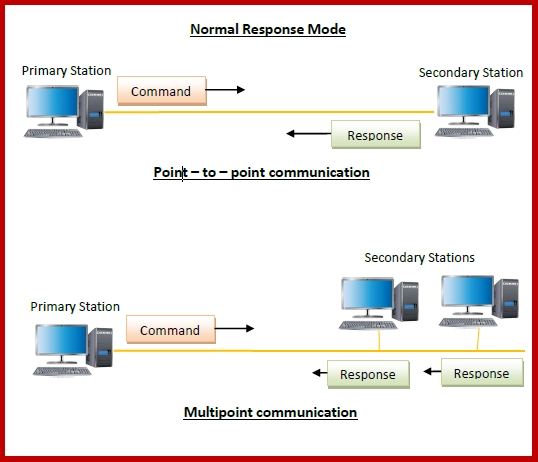 Normal Response Mode
Primary Station
Secondary Station
Command
Response
Point – to – point communication
Secondary Stations
Primary Station
Command
Response
Response
Multipoint communication